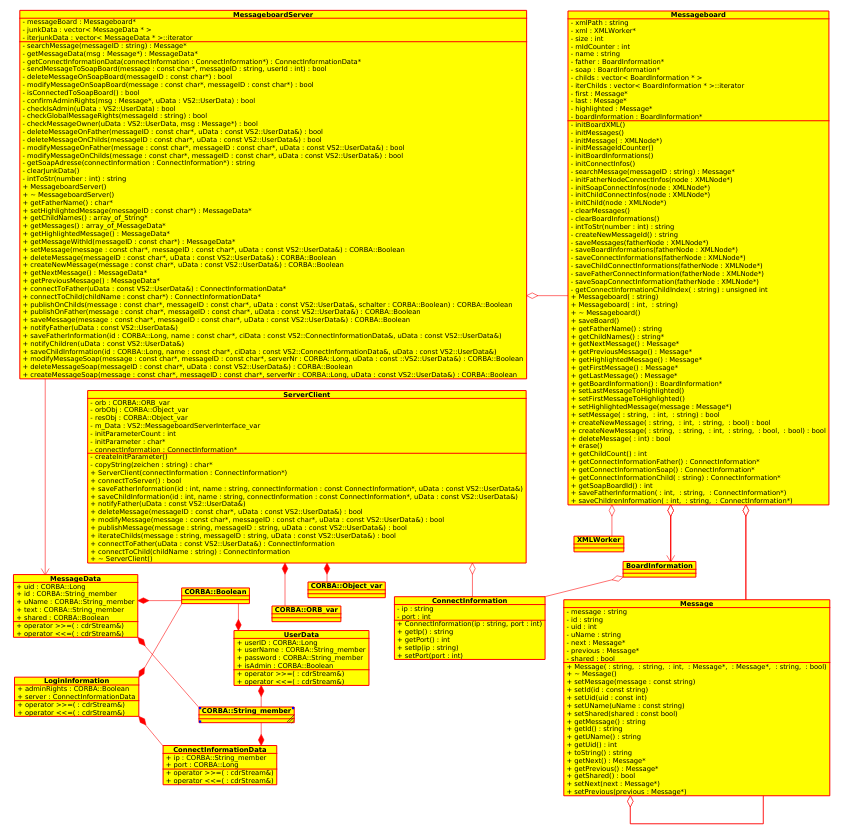 MessageboardServer
- messageBoard : Messageboard*
- junkData : vector< MessageData * >
- iterJunkData : vector< MessageData * >::iterator
- searchMessage(messageID : string) : Message*
- getMessageData(msg : Message*) : MessageData*
- getConnectionInformationData(connectionInformation : ConnectionInformation*) : ConnectInformationData*
- sendMessageToSoapBoard(message : const char*, messageID : string, userId : int) : bool
- deleteMessageOnSoapBoard(messageID : const char*) : bool
- modifyMessageOnSoapBoard(message : const char*, messageID : const char*) : bool
- isConnectedToSoapBoard() : bool
- confirmAdminRights(msg : Message*, uData : VS2::UserData) : bool
- checkIsAdmin(uData : VS2::UserData) : bool
- checkGlobalMessageRights(messageId : string) : bool
- checkMessageOwner(uData : VS2::UserData, msg : Message*) : bool
- deleteMessageOnFather(messageID : const char*, uData : const VS2::UserData&) : bool
- deleteMessageOnChilds(messageID : const char*, uData : const VS2::UserData&) : bool
- modifyMessageOnFather(message : const char*, messageID : const char*, uData : const VS2::UserData&) : bool
- modifyMessageOnChilds(message : const char*, messageID : const char*, uData : const VS2::UserData&) : bool
- getSoapAdresse(connectInformation : ConnectInformation*) : string
- clearJunkData()
- intToStr(number : int) : string
+ MessageboardServer()
+ ~ MessageboardServer()
+ getFatherName() : char*
+ setHighlightedMessage(messageID : const char*) : MessageData*
+ getChildNames() : array_of_String*
+ getMessages() : array_of_MessageData*
+ getHighlightedMessage() : MessageData*
+ getMessageWithId(messageID : const char*) : MessageData*
+ setMessage(message : const char*, messageID : const char*, uData : const VS2::UserData&) : CORBA::Boolean
+ deleteMessage(messageID : const char*, uData : const VS2::UserData&) : CORBA::Boolean
+ createNewMessage(message : const char*, uData : const VS2::UserData&) : CORBA::Boolean
+ getNextMessage() : MessageData*
+ getPreviousMessage() : MessageData*
+ connectToFather(uData : const VS2::UserData&) : ConnectInformationData*
+ connectToChild(childName : const char*) : ConnectInformationData*
+ publishOnChilds(message : const char*, messageID : const char*, uData : const VS2::UserData&, schalter : CORBA::Boolean) : CORBA::Boolean
+ publishOnFather(message : const char*, messageID : const char*, uData : const VS2::UserData&) : CORBA::Boolean
+ saveMessage(message : const char*, messageID : const char*, uData : const VS2::UserData&) : CORBA::Boolean
+ notifyFather(uData : const VS2::UserData&)
+ saveFatherInformation(id : CORBA::Long, name : const char*, ciData : const VS2::ConnectInformationData&, uData : const VS2::UserData&)
+ notifyChildren(uData : const VS2::UserData&)
+ saveChildInformation(id : CORBA::Long, name : const char*, ciData : const VS2::ConnectInformationData&, uData : const VS2::UserData&)
+ modifyMessageSoap(message : const char*, messageID : const char*, serverNr : CORBA::Long, uData : const ::VS2::UserData&) : CORBA::Boolean
+ deleteMessageSoap(messageID : const char*, uData : const VS2::UserData&) : CORBA::Boolean
+ createMessageSoap(message : const char*, messageID : const char*, serverNr : CORBA::Long, uData : const VS2::UserData&) : CORBA::Boolean
Messageboard
- xmlPath : string
- xml : XMLWorker*
- size : int
- midCounter : int
- name : string
- father : BoardInformation*
- soap : BoardInformation*
- childs : vector< BoardInformation * >
- iterChilds : vector< BoardInformation * >::iterator
- first : Message*
- last : Message*
- highlighted : Message*
- boardInformation : BoardInformation*
- initBoardXML()
- initMessages()
- initMessage( : XMLNode*)
- initMessageIdCounter()
- initBoardInformations()
- initConnectInfos()
- searchMessage(messageID : string) : Message*
- initFatherNodeConnectInfos(node : XMLNode*)
- initSoapConnectInfos(node : XMLNode*)
- initChildConnectInfos(node : XMLNode*)
- initChild(node : XMLNode*)
- clearMessages()
- clearBoardInformations()
- intToStr(number : int) : string
- createNewMessageId() : string
- saveMessages(fatherNode : XMLNode*)
- saveBoardInformations(fatherNode : XMLNode*)
- saveConnectInformations(fatherNode : XMLNode*)
- saveChildConnectInformations(fatherNode : XMLNode*)
- saveFatherConnectInformation(fatherNode : XMLNode*)
- saveSoapConnectInformation(fatherNode : XMLNode*)
- getConnectInformationChildIndex( : string) : unsigned int
+ Messageboard( : string)
+ Messageboard( : int, : string)
+ ~ Messageboard()
+ saveBoard()
+ getFatherName() : string
+ getChildName() : string*
+ getNextMessage() : Message*
+ getPreviousMessage() : Message*
+ getHighlightedMessage() : Message*
+ getFirstMessage() : Message*
+ getLastMessage() : Message*
+ getBoardInformation() : BoardInformation*
+ setLastMessageToHighlighted()
+ setFirstMessageToHighlighted()
+ setHighlightedMessage(message : Message*)
+ setMessage( : string, : int, : string) : bool
+ createNewMessage( : string, : int, : string, : bool) : bool
+ createNewMessage( : string, : string, : int, : string, : bool, : bool) : bool
+ deleteMessage( : int) : bool
+ erase()
+ getChildCount() : int
+ getConnectInformationFather() : ConnectInformation*
+ getConnectInformationSoap() : ConnectInformation*
+ getConnectInformationChild( : string) : ConnectInformation*
+ getSoapBoardId() : int
+ saveFatherInformation( : int, : string, : ConnectInformation*)
+ saveChildrenInformation( : int, : string, : ConnectInformation*)
ServerClient
- orb : CORBA::ORB_var
- orbObj : CORBA::Object_var
- resObj : CORBA::Object_var
- m_Data : VS2::MessageboardServerInterface_var
- initParameterCount : int
- initParameter : char*
- connectInformation : ConnectInformation*
- createInitParameter()
- copyString(zeichen : string) : char*
+ ServerClient(connectInformation : ConnectInformation*)
+ connectToServer() : bool
+ saveFatherInformation(id : int, name : string, connectInformation : const ConnectInformation*, uData : const VS2::UserData&)
+ saveChildInformation(id : int, name : string, connectInformation : const ConnectInformation*, uData : const VS2::UserData&)
+ notifyFather(uData : const VS2::UserData&)
+ deleteMessage(messageID : const char*, uData : const VS2::UserData&) : bool
+ modifyMessage(message : const char*, messageID : const char*, uData : const VS2::UserData&) : bool
+ publishMessage(message : string, messageID : string, uData : const VS2::UserData&) : bool
+ iterateChilds(message : string, messageID : string, uData : const VS2::UserData&) : bool
+ connectToFather(uData : const VS2::UserData&) : ConnectInformation
+ connectToChild(childName : string) : ConnectInformation
+ ~ ServerClient()
XMLWorker
BoardInformation
MessageData
+ uid : CORBA::Long
+ id : CORBA::String_member
+ uName : CORBA::String_member
+ text : CORBA::String_member
+ shared : CORBA::Boolean
+ operator >>=( : cdrStream&)
+ operator <<=( : cdrStream&)
CORBA::Boolean
CORBA::Object_var
CORBA::ORB_var
ConnectInformation
- ip : string
- port : int
+ ConnectInformation(ip : string, port : int)
+ getIp() : string
+ getPort() : int
+ setIp(ip : string)
+ setPort(port : int)
Message
- message : string
- id : string
- uid : int
- uName : string
- next : Message*
- previous : Message*
- shared : bool
+ Message( : string, : string, : int, : Message*, : Message*, : string, : bool)
+ ~ Message()
+ setMessage(message : const string)
+ setId(id : const string)
+ setUid(uid : const int)
+ setUName(uName : const string)
+ setShared(shared : const bool)
+ getMessage() : string
+ getId() : string
+ getUName() : string
+ getUid() : int
+ toString() : string
+ getNext() : Message*
+ getPrevious() : Message*
+ getShared() : bool
+ setNext(next : Message*)
+ setPrevious(previous : Message*)
UserData
+ userID : CORBA::Long
+ userName : CORBA::String_member
+ password : CORBA::String_member
+ isAdmin : CORBA::Boolean
+ operator >>=( : cdrStream&)
+ operator <<=( : cdrStream&)
LoginInformation
+ adminRights : CORBA::Boolean
+ server : ConnectInformationData
+ operator >>=( : cdrStream&)
+ operator <<=( : cdrStream&)
CORBA::String_member
ConnectInformationData
+ ip : CORBA::String_member
+ port : CORBA::Long
+ operator >>=( : cdrStream&)
+ operator <<=( : cdrStream&)